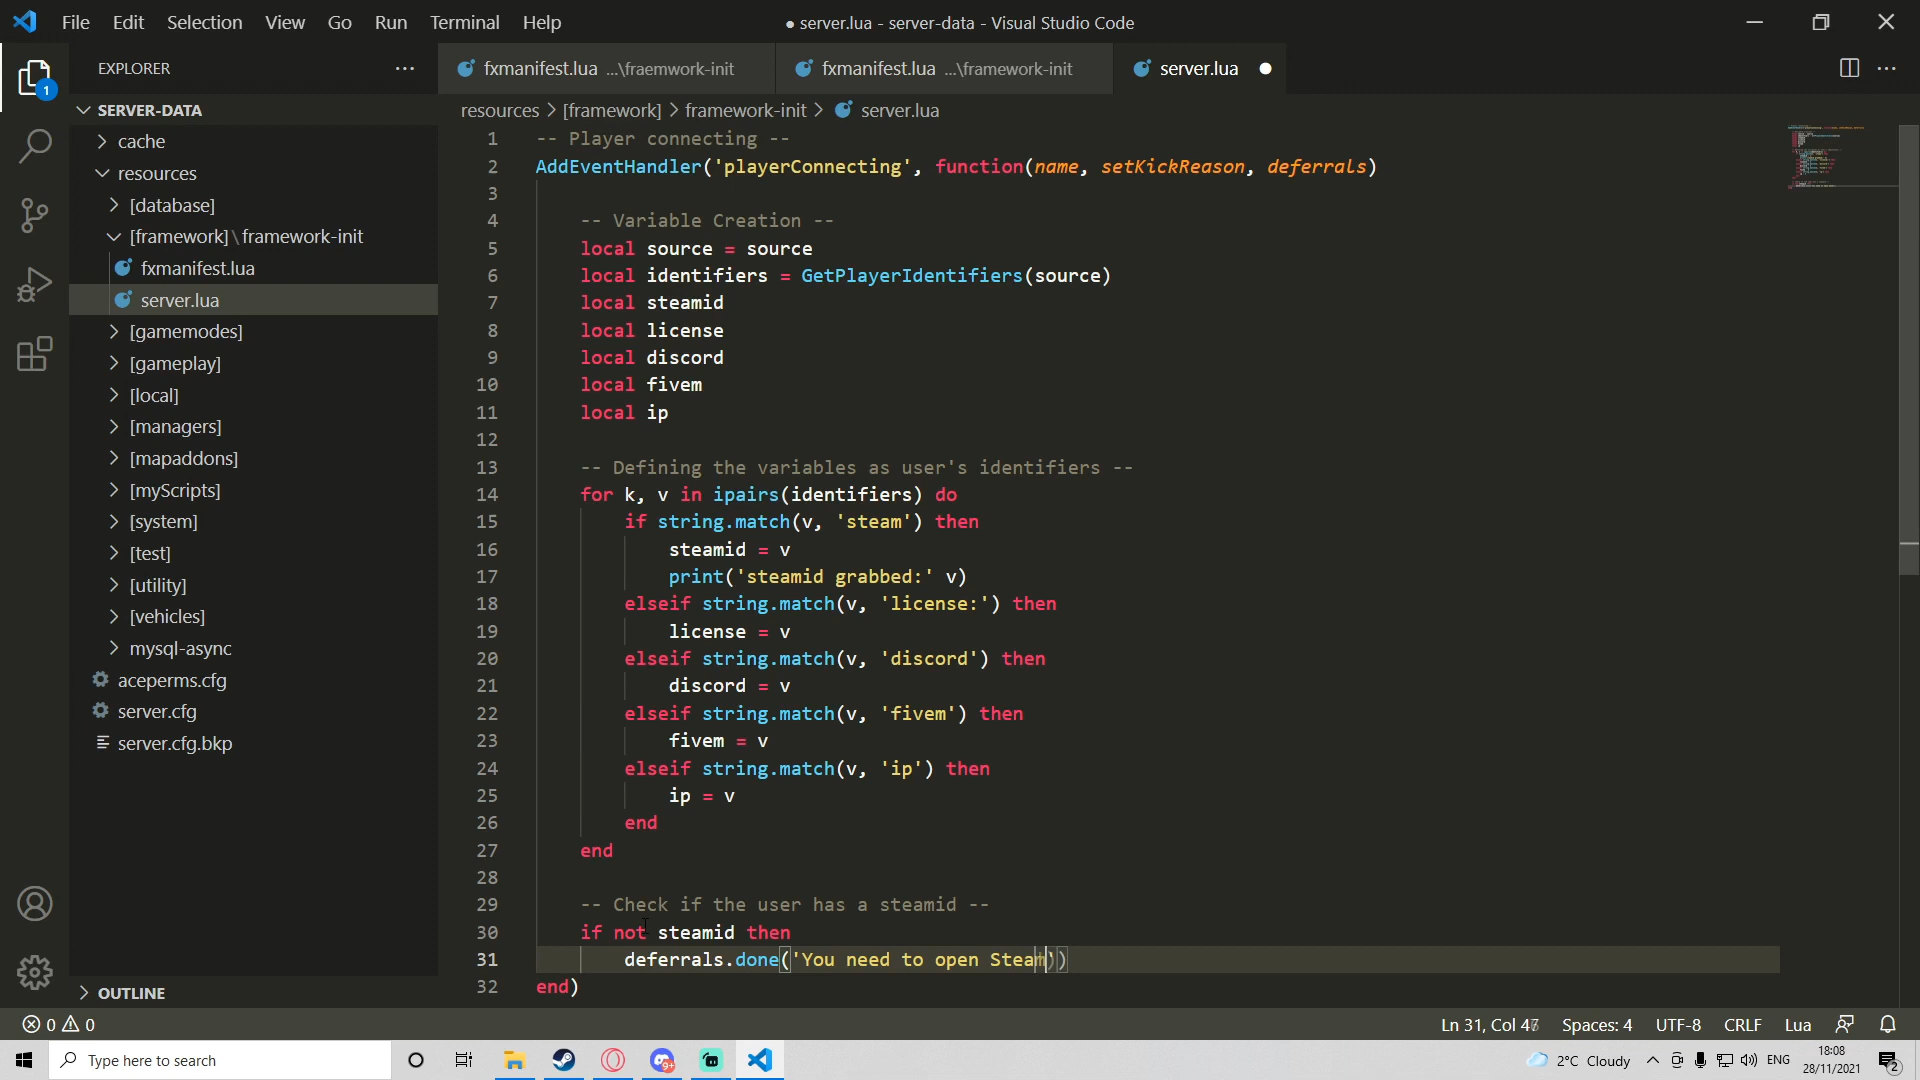 File Edit Selection View Go Run Terminal Help
● server.lua - server-data - Visual Studio Code
EXPLORER
fxmanifest.lua ...\fraemwork-init
fxmanifest.lua ...\framework-init
server.lua
1
SERVER-DATA
cache
resources
[database]
[framework]\framework-init
fxmanifest.lua
server.lua
[gamemodes]
[gameplay]
[local]
[managers]
[mapaddons]
[myScripts]
[system]
[test]
[utility]
[vehicles]
mysql-async
aceperms.cfg
server.cfg
server.cfg.bkp
OUTLINE
resources > [framework] > framework-init > server.lua
1 -- Player connecting --
2 AddEventHandler('playerConnecting', function(name, setKickReason, deferrals)
3
4 -- Variable Creation --
5 local source = source
6 local identifiers = GetPlayerIdentifiers(source)
7 local steamid
8 local license
9 local discord
10 local fivem
11 local ip
12
13 -- Defining the variables as user's identifiers --
14 for k, v in ipairs(identifiers) do
15 if string.match(v, 'steam') then
16 steamid = v
17 print('steamid grabbed:' v)
18 elseif string.match(v, 'license:') then
19 license = v
20 elseif string.match(v, 'discord') then
21 discord = v
22 elseif string.match(v, 'fivem') then
23 fivem = v
24 elseif string.match(v, 'ip') then
25 ip = v
26 end
27 end
28
29 -- Check if the user has a steamid --
30 if not steamid then
31 deferrals.done('You need to open Steam')
32 end)
0 0
Ln 31, Col Spaces: 4 UTF-8 CRLF Lua
Type here to search
9+
2°C Cloudy
ENG
18:08
28/11/2021
2